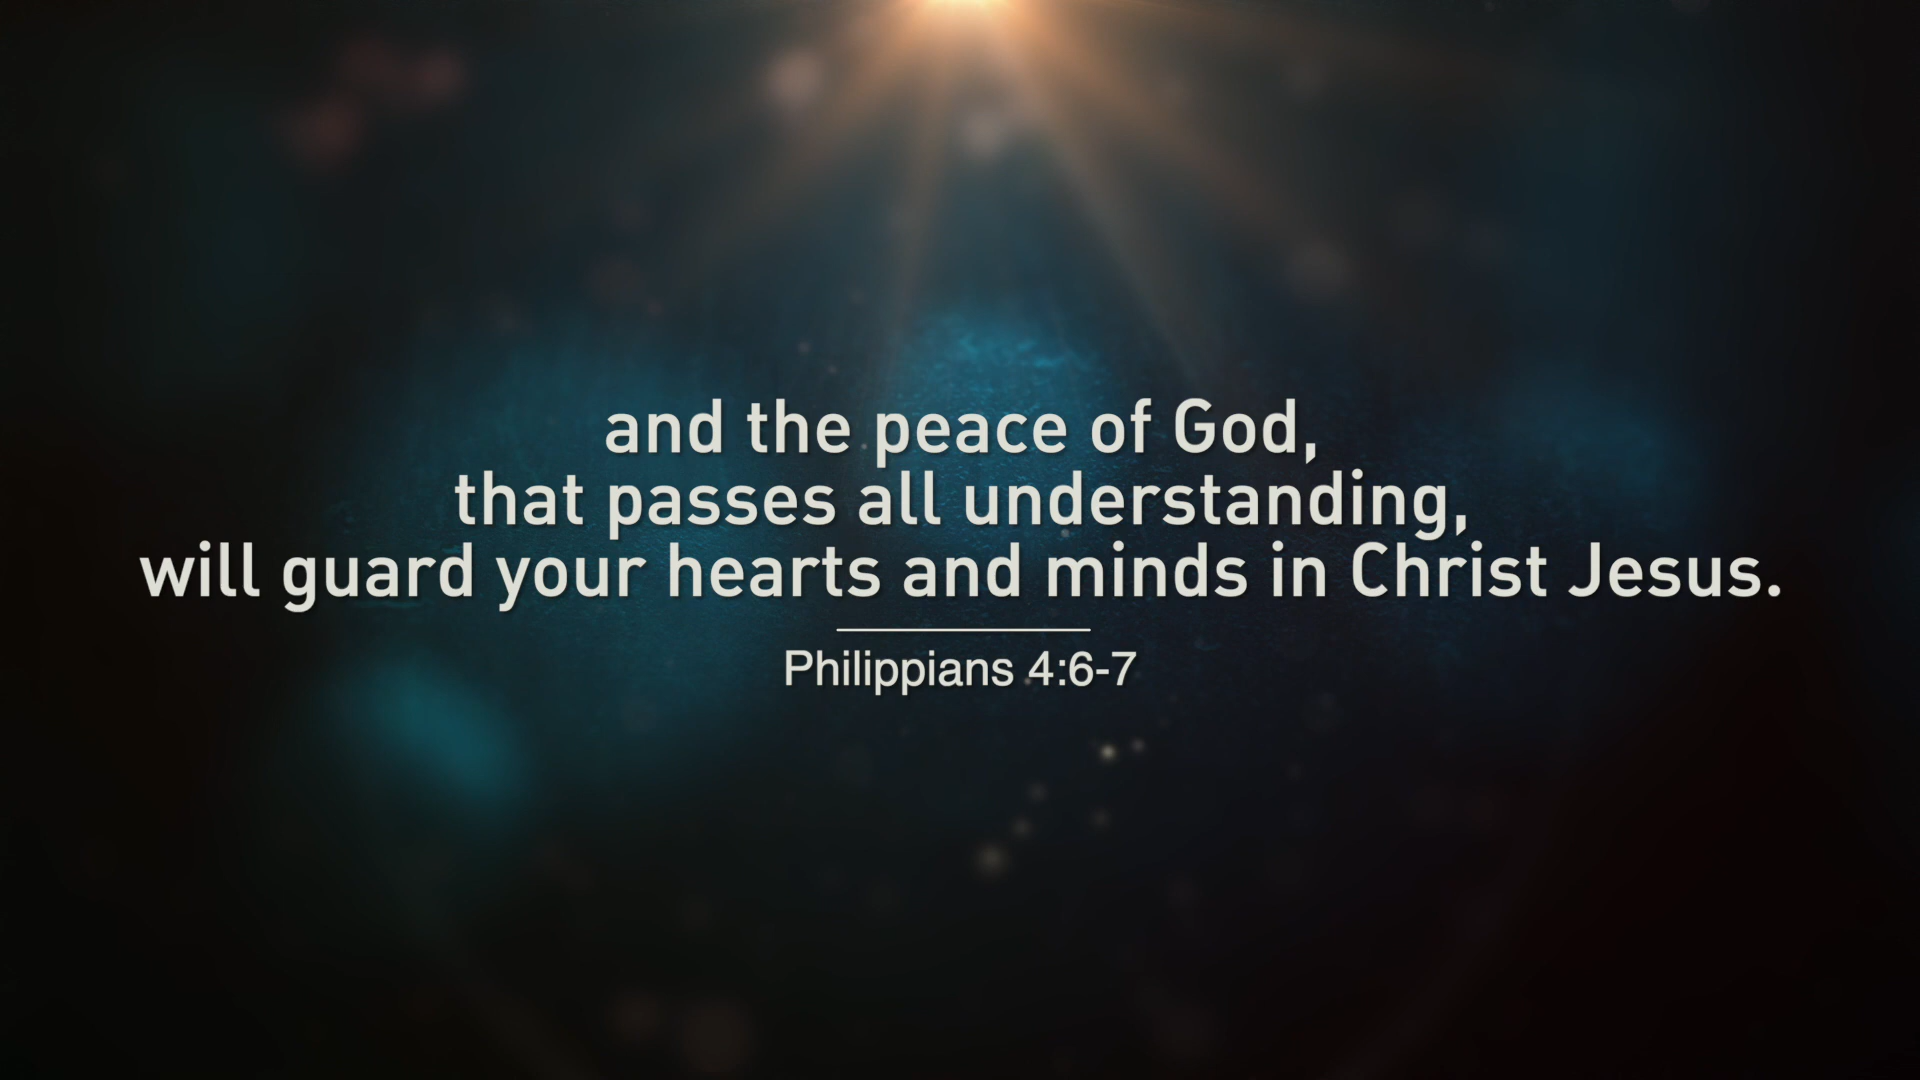 and the peace of God,
that passes all understanding,
will guard your hearts and minds in Christ Jesus.
Philippians 4:6-7